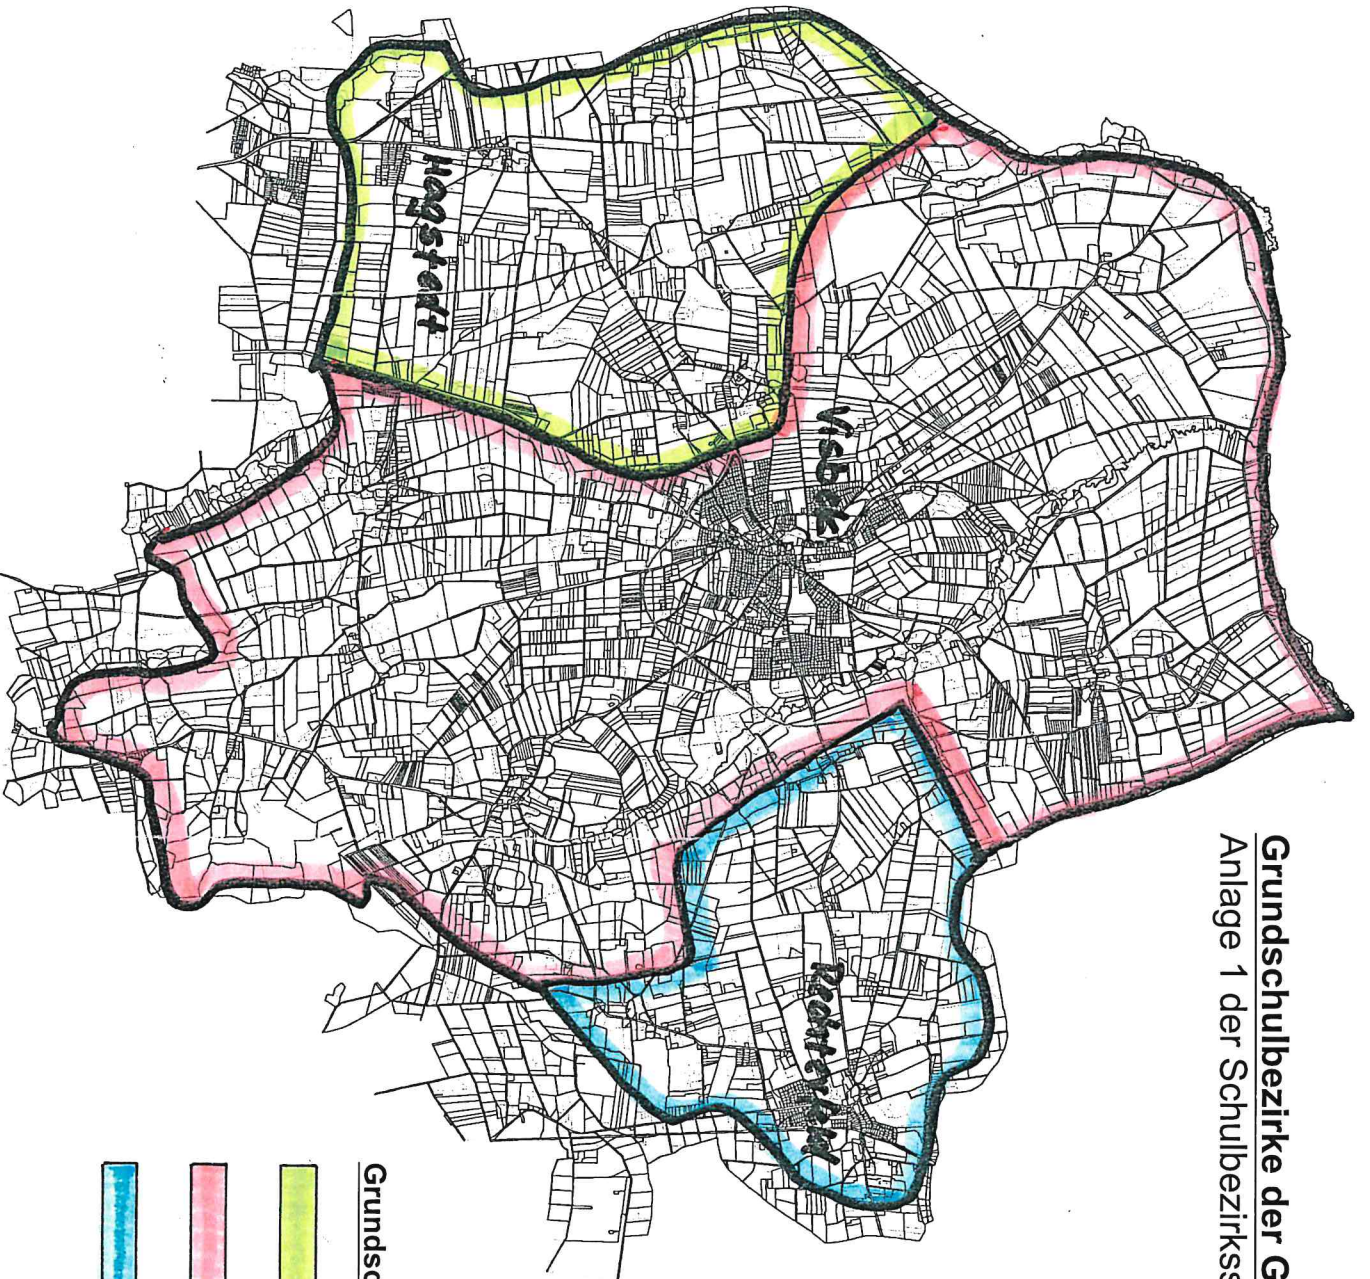 Grundschulbezirke der G
Anlage 1 der Schulbezirkss
Visbek
Rechterfeld
Hagstedt
Grundsc